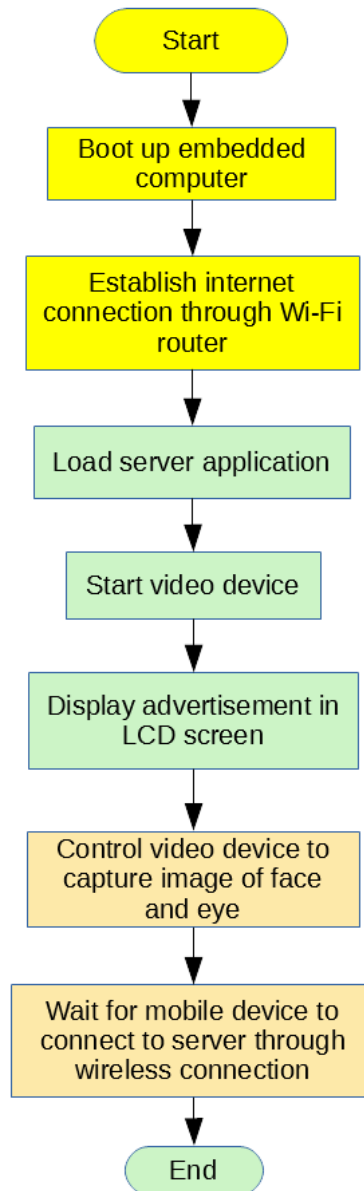 Start
Boot up embedded
computer
Establish internet
connection through Wi-Fi
router
Load server application
Start video device
Display advertisement in
LCD screen
Control video device to
capture image of face
and eye
Wait for mobile device to
connect to server through
wireless connection
End